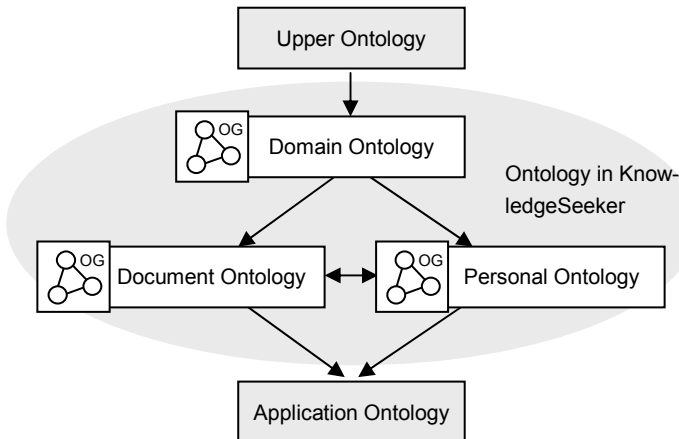 Upper Ontology
OG
Domain Ontology
Ontology in Know-
ledgeSeeker
OG
Document Ontology
OG
Personal Ontology
Application Ontology